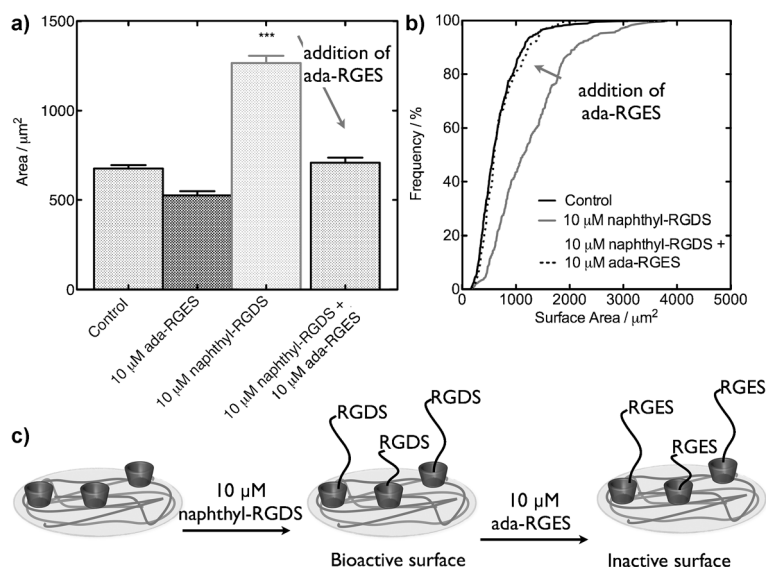 a)
1500
1000
500
0
Area / µm²
***
addition of
ada-RGES
Control
10 µM ada-RGES
10 µM naphthyl-RGDS
10 µM naphthyl-RGDS +
10 µM ada-RGES
b)
100
80
60
40
20
0
Frequency / %
addition of
ada-RGES
Control
10 µM naphthyl-RGDS
10 µM naphthyl-RGDS +
10 µM ada-RGES
0 1000 2000 3000 4000 5000
Surface Area / µm²
c)
10 µM
naphthyl-RGDS
RGDS
RGDS
RGDS
Bioactive surface
10 µM
ada-RGES
RGES
RGES
RGES
Inactive surface